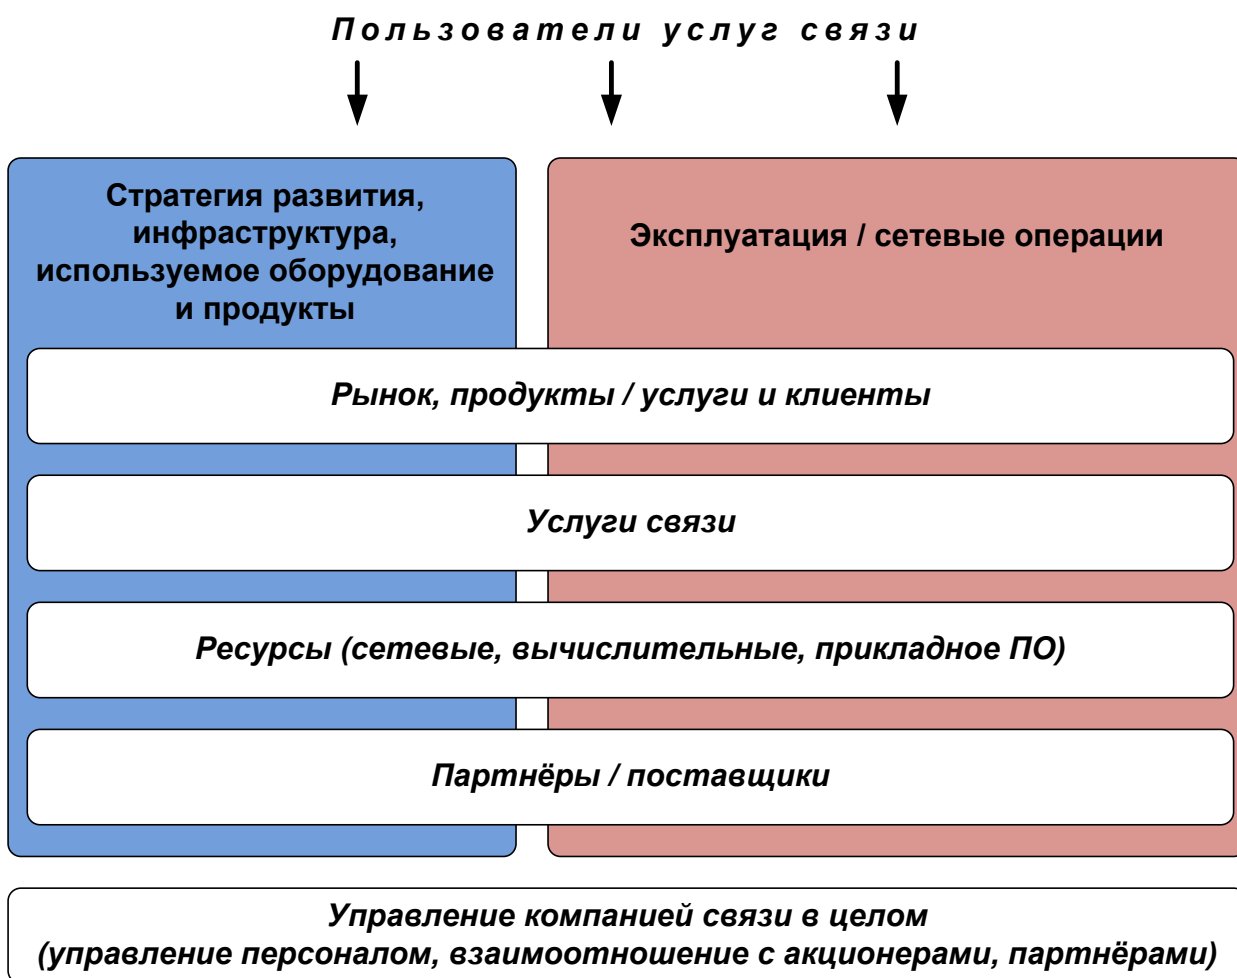 Пользователи услуг связи
Стратегия развития,
инфраструктура,
используемое оборудование
и продукты
Эксплуатация / сетевые операции
Рынок, продукты / услуги и клиенты
Услуги связи
Ресурсы (сетевые, вычислительные, прикладное ПО)
Партнёры / поставщики
Управление компанией связи в целом
(управление персоналом, взаимоотношение с акционерами, партнёрами)